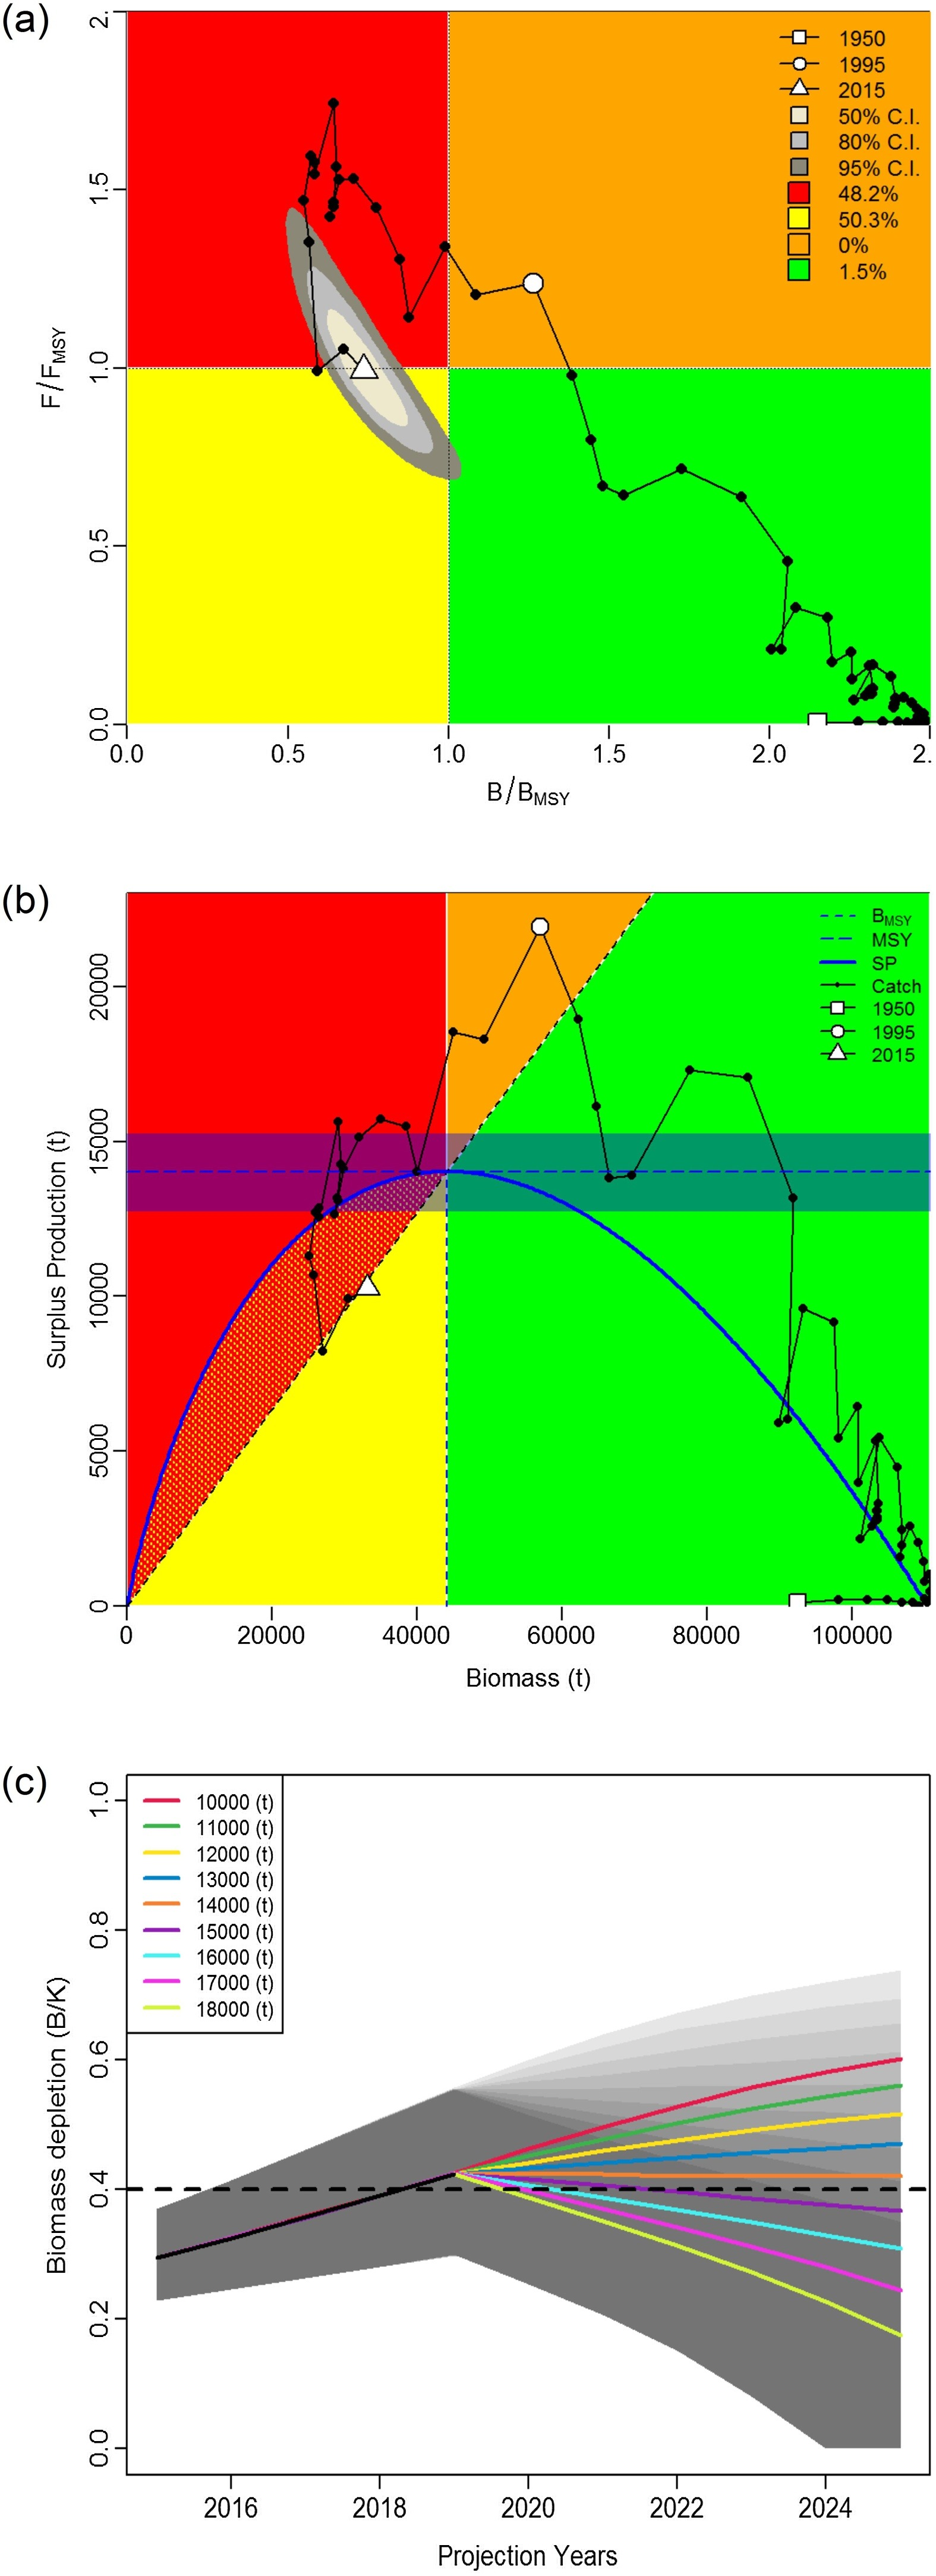 (a)
2.
1.5
1.0
0.5
0.0
F/F_MSY
1950
1995
2015
50% C.I.
80% C.I.
95% C.I.
48.2%
50.3%
0%
1.5%
0.0 0.5 1.0 1.5 2.0 2.
B/B_MSY
(b)
20000
15000
10000
5000
0
Surplus Production (t)
B_MSY
MSY
SP
Catch
1950
1995
2015
0 20000 40000 60000 80000 100000
Biomass (t)
(c)
1.0
0.8
0.6
0.4
0.2
0.0
Biomass depletion (B/K)
10000 (t)
11000 (t)
12000 (t)
13000 (t)
14000 (t)
15000 (t)
16000 (t)
17000 (t)
18000 (t)
2016 2018 2020 2022 2024
Projection Years